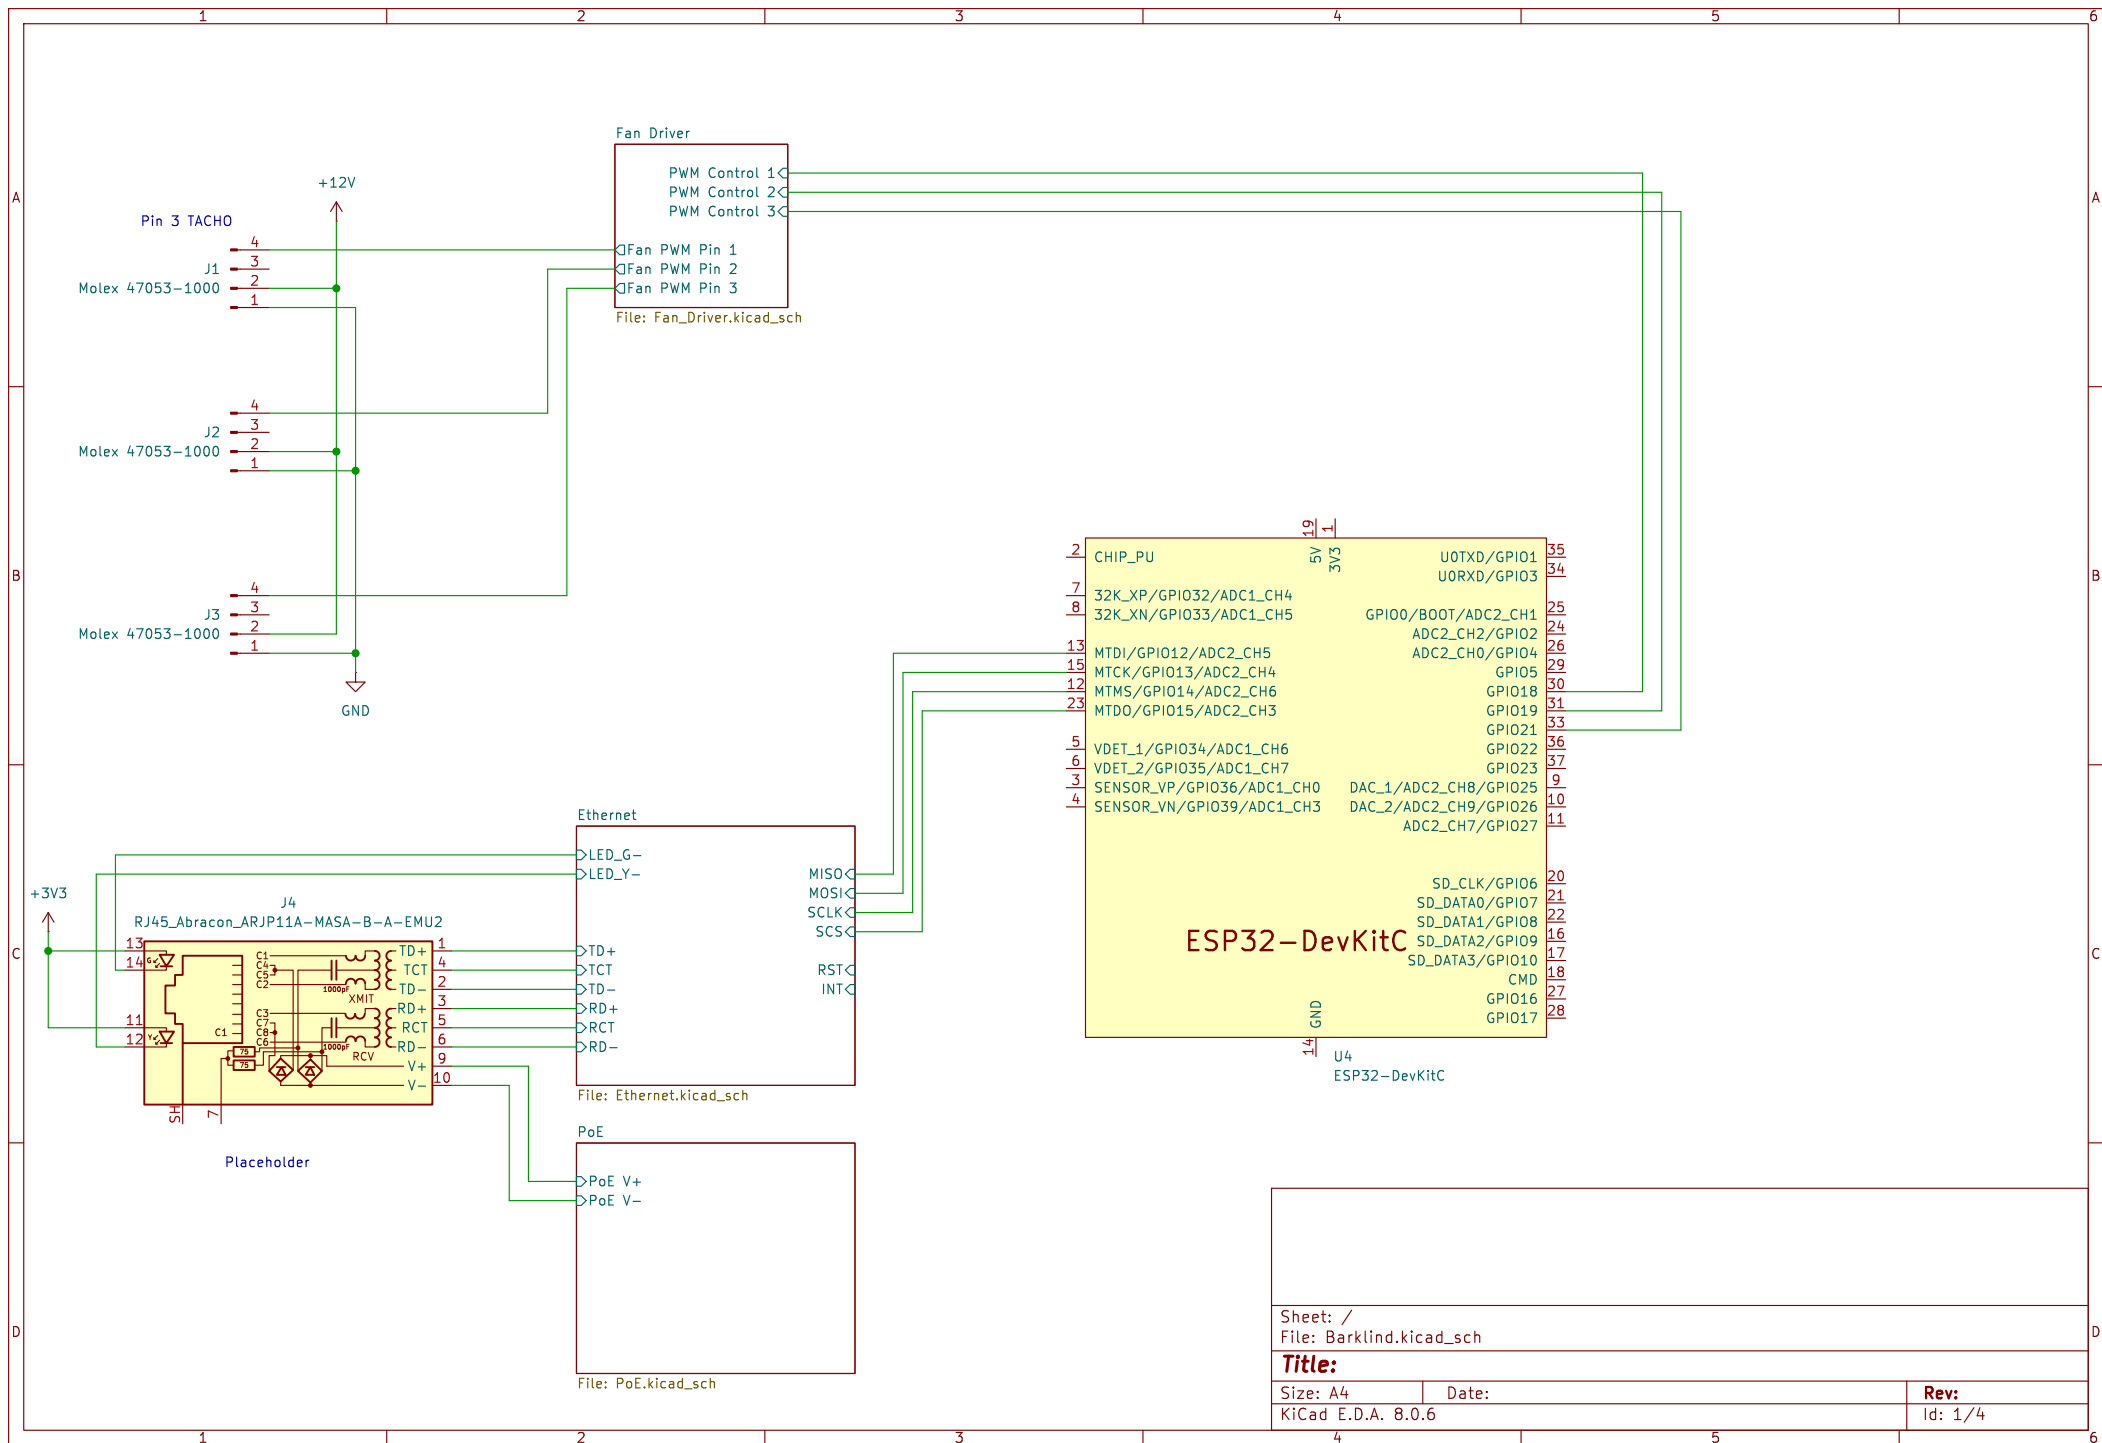 1 2 3 4 5 6
A A
B B
C C
D D
Fan Driver
PWM Control 1
PWM Control 2
PWM Control 3
Fan PWM Pin 1
Fan PWM Pin 2
Fan PWM Pin 3
File: Fan_Driver.kicad_sch
+12V
Pin 3 TACHO
4
3
2
1
J1
Molex 47053-1000
4
3
2
1
J2
Molex 47053-1000
4
3
2
1
J3
Molex 47053-1000
GND
19 1
5V 3V3
2 CHIP_PU
7 32K_XP/GPIO32/ADC1_CH4
8 32K_XN/GPIO33/ADC1_CH5
13 MTDI/GPIO12/ADC2_CH5
15 MTCK/GPIO13/ADC2_CH4
12 MTMS/GPIO14/ADC2_CH6
23 MTDO/GPIO15/ADC2_CH3
5 VDET_1/GPIO34/ADC1_CH6
6 VDET_2/GPIO35/ADC1_CH7
3 SENSOR_VP/GPIO36/ADC1_CH0
4 SENSOR_VN/GPIO39/ADC1_CH3
U0TXD/GPIO1 35
U0RXD/GPIO3 34
GPIO0/BOOT/ADC2_CH1 25
ADC2_CH2/GPIO2 24
ADC2_CH0/GPIO4 26
GPIO5 29
GPIO18 30
GPIO19 31
GPIO21 33
GPIO22 36
GPIO23 37
DAC_1/ADC2_CH8/GPIO25 9
DAC_2/ADC2_CH9/GPIO26 10
ADC2_CH7/GPIO27 11
SD_CLK/GPIO6 20
SD_DATA0/GPIO7 21
SD_DATA1/GPIO8 22
SD_DATA2/GPIO9 16
SD_DATA3/GPIO10 17
CMD 18
GPIO16 27
GPIO17 28
ESP32-DevKitC
GND
14
U4
ESP32-DevKitC
Ethernet
LED_G-
LED_Y-
MISO
MOSI
SCLK
SCS
RST
INT
TD+
TCT
TD-
RD+
RCT
RD-
File: Ethernet.kicad_sch
+3V3
J4
RJ45_Abracon_ARJP11A-MASA-B-A-EMU2
13
14
11
12
G
Y
C1
C4
C5
C2
1000pF
XMIT
C3
C7
C8
C6
1000pF
RCV
C1
75
75
TD+ 1
TCT 4
TD- 2
RD+ 3
RCT 5
RD- 6
V+ 9
V- 10
SH 7
Placeholder
PoE
PoE V+
PoE V-
File: PoE.kicad_sch
Sheet: /
File: Barklind.kicad_sch
Title:
Size: A4 Date: Rev:
KiCad E.D.A. 8.0.6 Id: 1/4
1 2 3 4 5 6